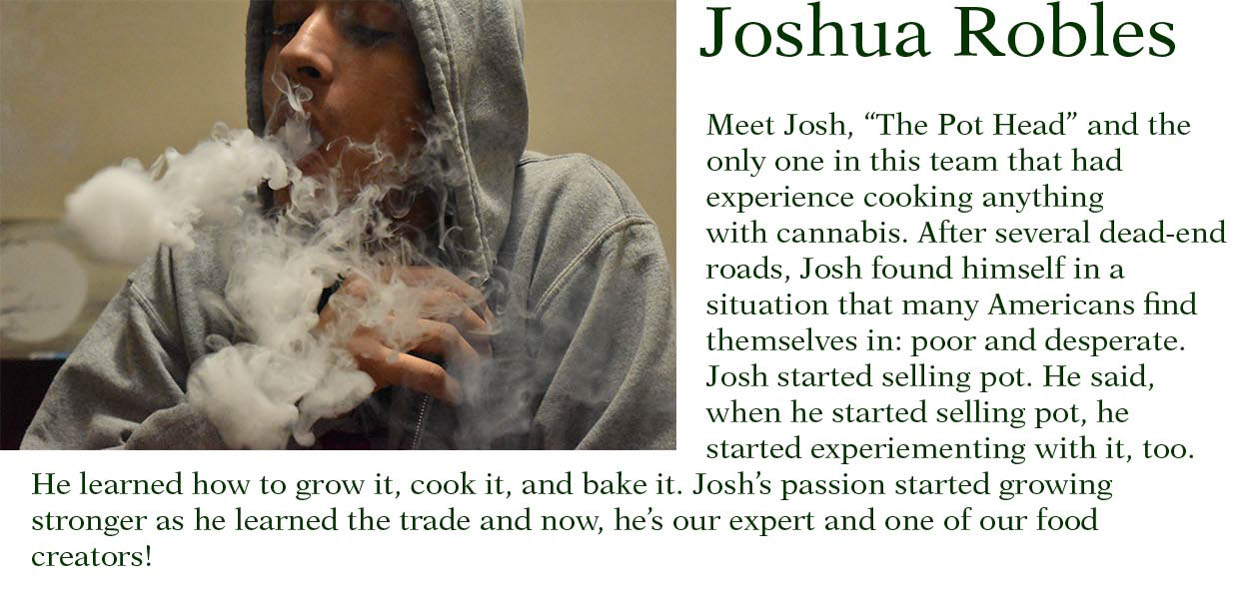 Joshua Robles
Meet Josh, “The Pot Head” and the
only one in this team that had
experience cooking anything
with cannabis. After several dead-end
roads, Josh found himself in a
situation that many Americans find
themselves in: poor and desperate.
Josh started selling pot. He said,
when he started selling pot, he
started experiementing with it, too.
He learned how to grow it, cook it, and bake it. Josh’s passion started growing
stronger as he learned the trade and now, he’s our expert and one of our food
creators!